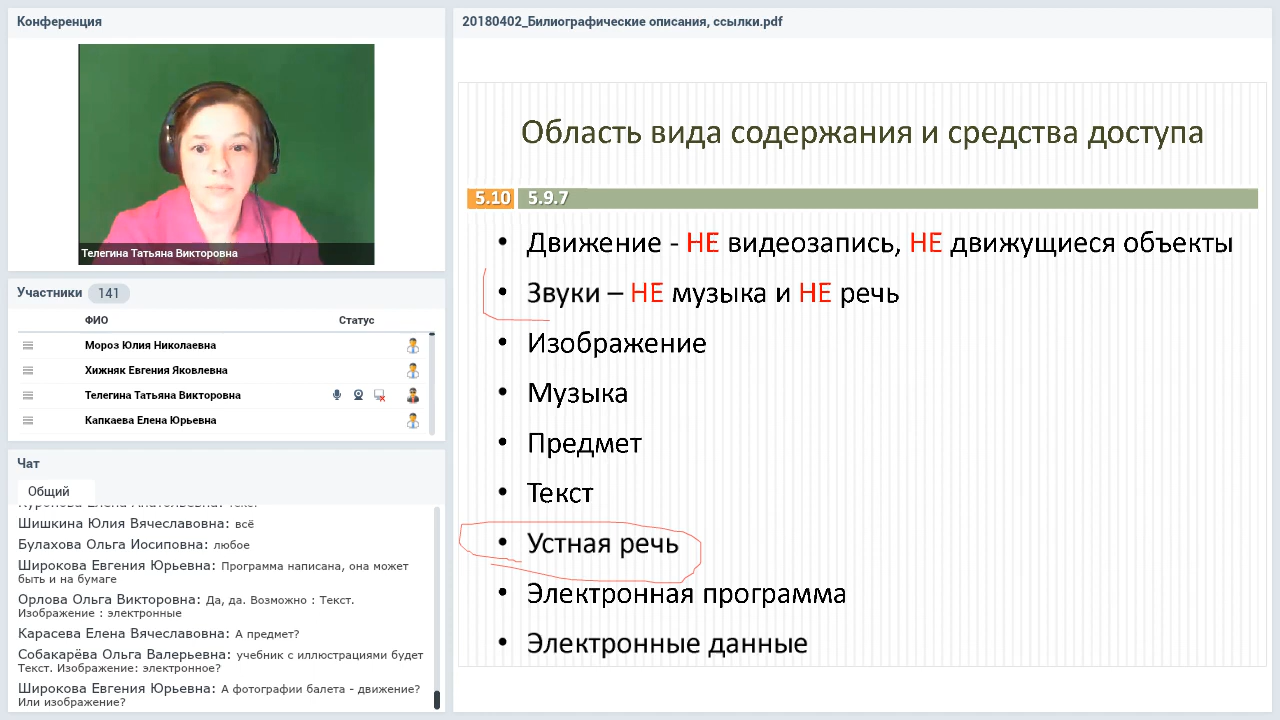 Конференция
Телегина Татьяна Викторовна
Участники 141
ФИО Статус
Мороз Юлия Николаевна
Хижняк Евгения Яковлевна
Телегина Татьяна Викторовна
Капкаева Елена Юрьевна
Чат
Общий
Шишкина Юлия Вячеславовна: всё
Булахова Ольга Иосиповна: любое
Широкова Евгения Юрьевна: Программа написана, она может
быть и на бумаге
Орлова Ольга Викторовна: Да, да. Возможно : Текст.
Изображение : электронные
Карасева Елена Вячеславовна: А предмет?
Собакарёва Ольга Валерьевна: учебник с иллюстрациями будет
Текст. Изображение: электронное?
Широкова Евгения Юрьевна: А фотографии балета - движение?
Или изображение?
20180402_Билиографические описания, ссылки.pdf
Область вида содержания и средства доступа
5.10 5.9.7
• Движение - НЕ видеозапись, НЕ движущиеся объекты
• Звуки – НЕ музыка и НЕ речь
• Изображение
• Музыка
• Предмет
• Текст
• Устная речь
• Электронная программа
• Электронные данные